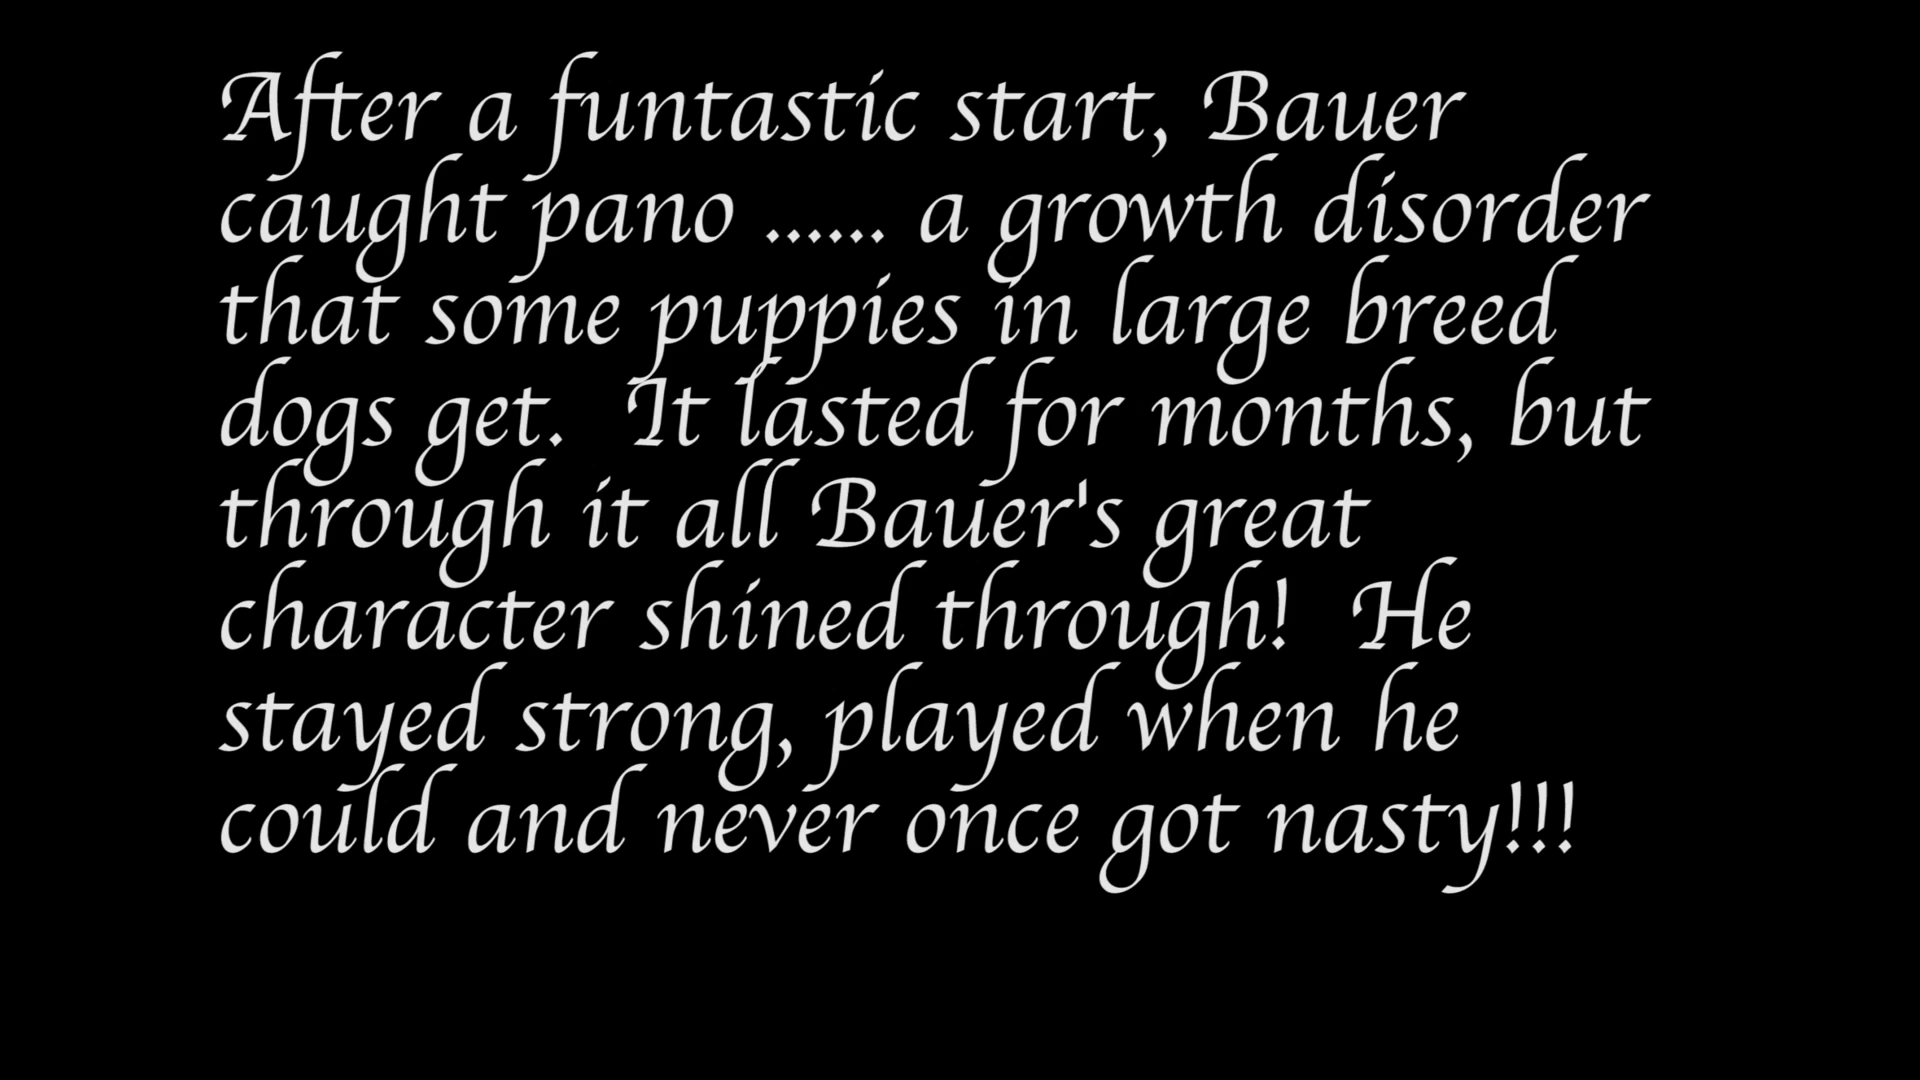 After a funtastic start, Bauer
caught pano ...... a growth disorder
that some puppies in large breed
dogs get.  It lasted for months, but
through it all Bauer's great
character shined through!  He
stayed strong, played when he
could and never once got nasty!!!